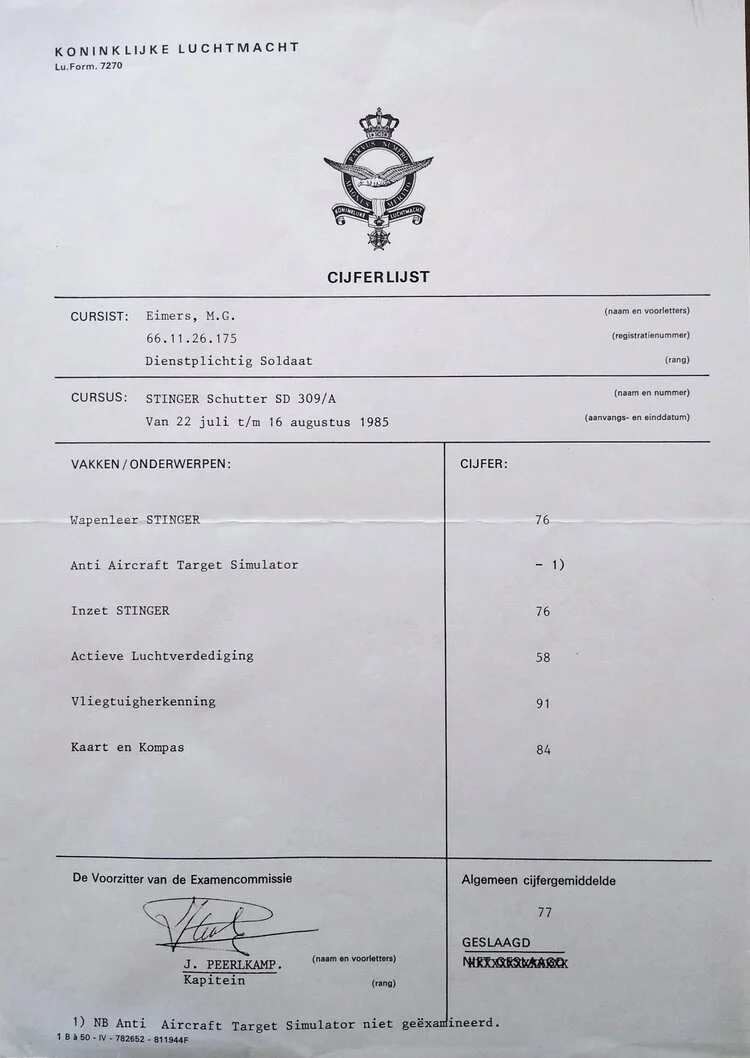 KONINKLIJKE LUCHTMACHT
Lu.Form. 7270
PARVUS NUMERO
MAGNUS MERITO
KONINKLIJKE LUCHTMACHT
CIJFERLIJST
CURSIST: Eimers, M.G. (naam en voorletters)
66.11.26.175 (registratienummer)
Dienstplichtig Soldaat (rang)
CURSUS: STINGER Schutter SD 309/A (naam en nummer)
Van 22 juli t/m 16 augustus 1985 (aanvangs- en einddatum)
VAKKEN/ONDERWERPEN: CIJFER:
Wapenleer STINGER 76
Anti Aircraft Target Simulator - 1)
Inzet STINGER 76
Actieve Luchtverdediging 58
Vliegtuigherkenning 91
Kaart en Kompas 84
De Voorzitter van de Examencommissie Algemeen cijfergemiddelde
77
GESLAAGD
J. PEERLKAMP. (naam en voorletters) NIET GESLAAGD
Kapitein (rang)
1) NB Anti Aircraft Target Simulator niet geëxamineerd.
1 B à 50 - IV - 782652 - 811944F